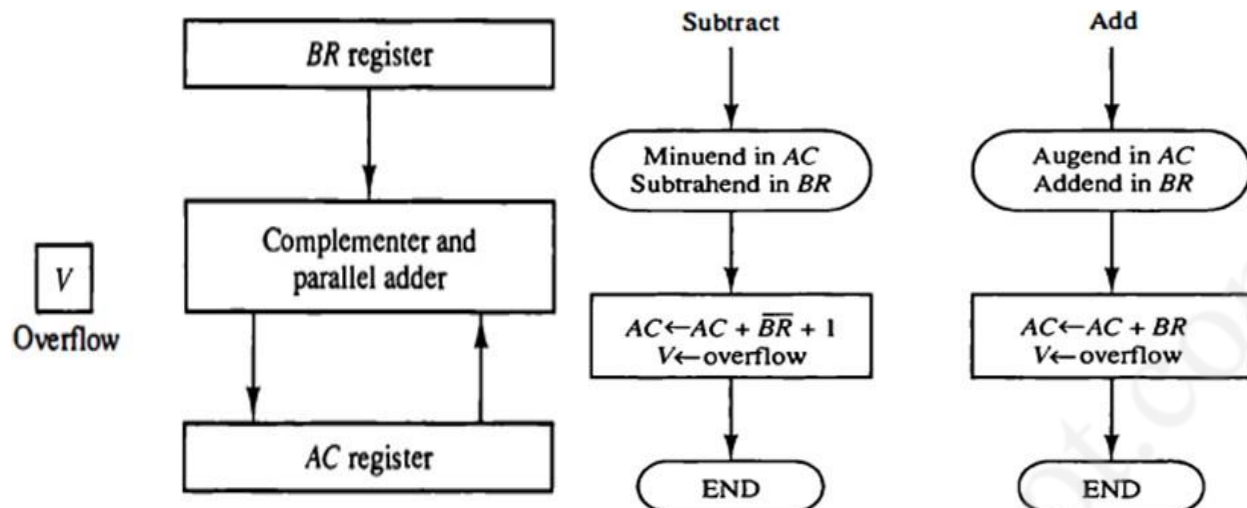 BR register
Complementer and
parallel adder
V
Overflow
AC register
Subtract
Minuend in AC
Subtrahend in BR
AC←AC + B̅R̅ + 1
V←overflow
END
Add
Augend in AC
Addend in BR
AC←AC + BR
V←overflow
END